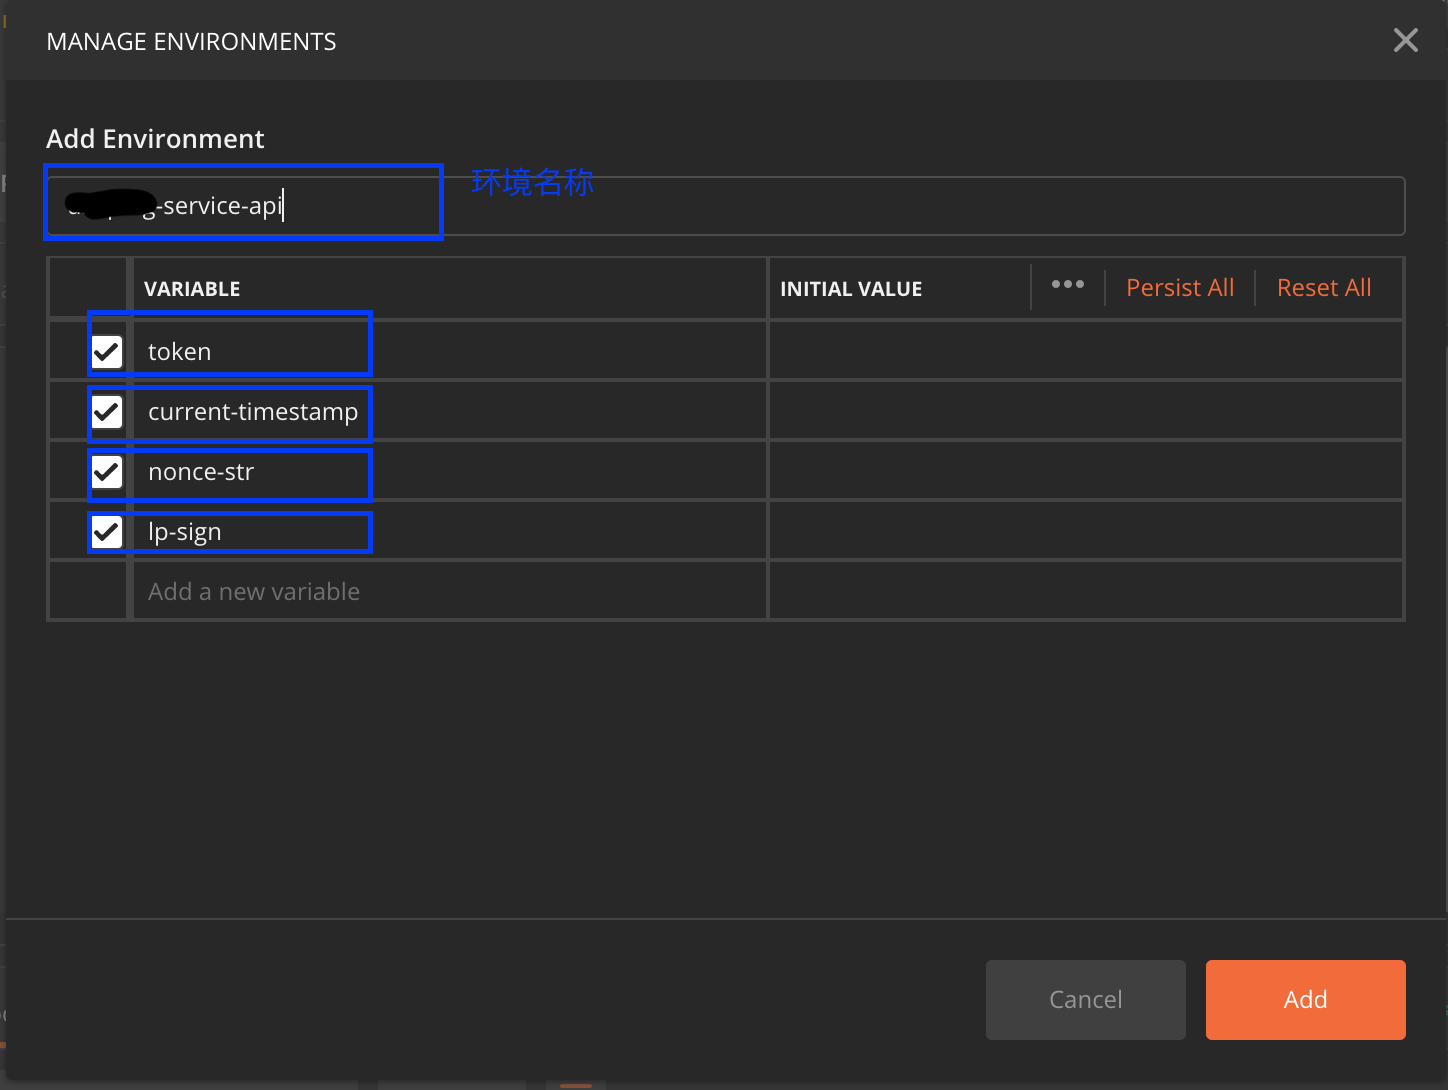 MANAGE ENVIRONMENTS
Add Environment
环境名称
-service-api
VARIABLE INITIAL VALUE ••• Persist All Reset All
token
current-timestamp
nonce-str
lp-sign
Add a new variable
Cancel Add